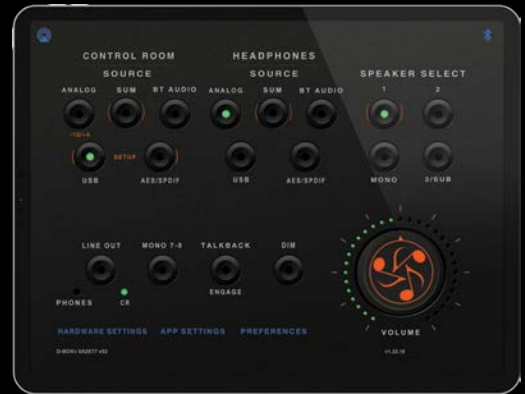 CONTROL ROOM
SOURCE
HEADPHONES
SOURCE
SPEAKER SELECT
ANALOG SUM BT AUDIO
ANALOG SUM BT AUDIO
1 2
-10/+4
SETUP
USB AES/SPDIF
USB AES/SPDIF
MONO 3/SUB
LINE OUT MONO 7-8 TALKBACK DIM
ENGAGE
PHONES CR
HARDWARE SETTINGS APP SETTINGS PREFERENCES
VOLUME